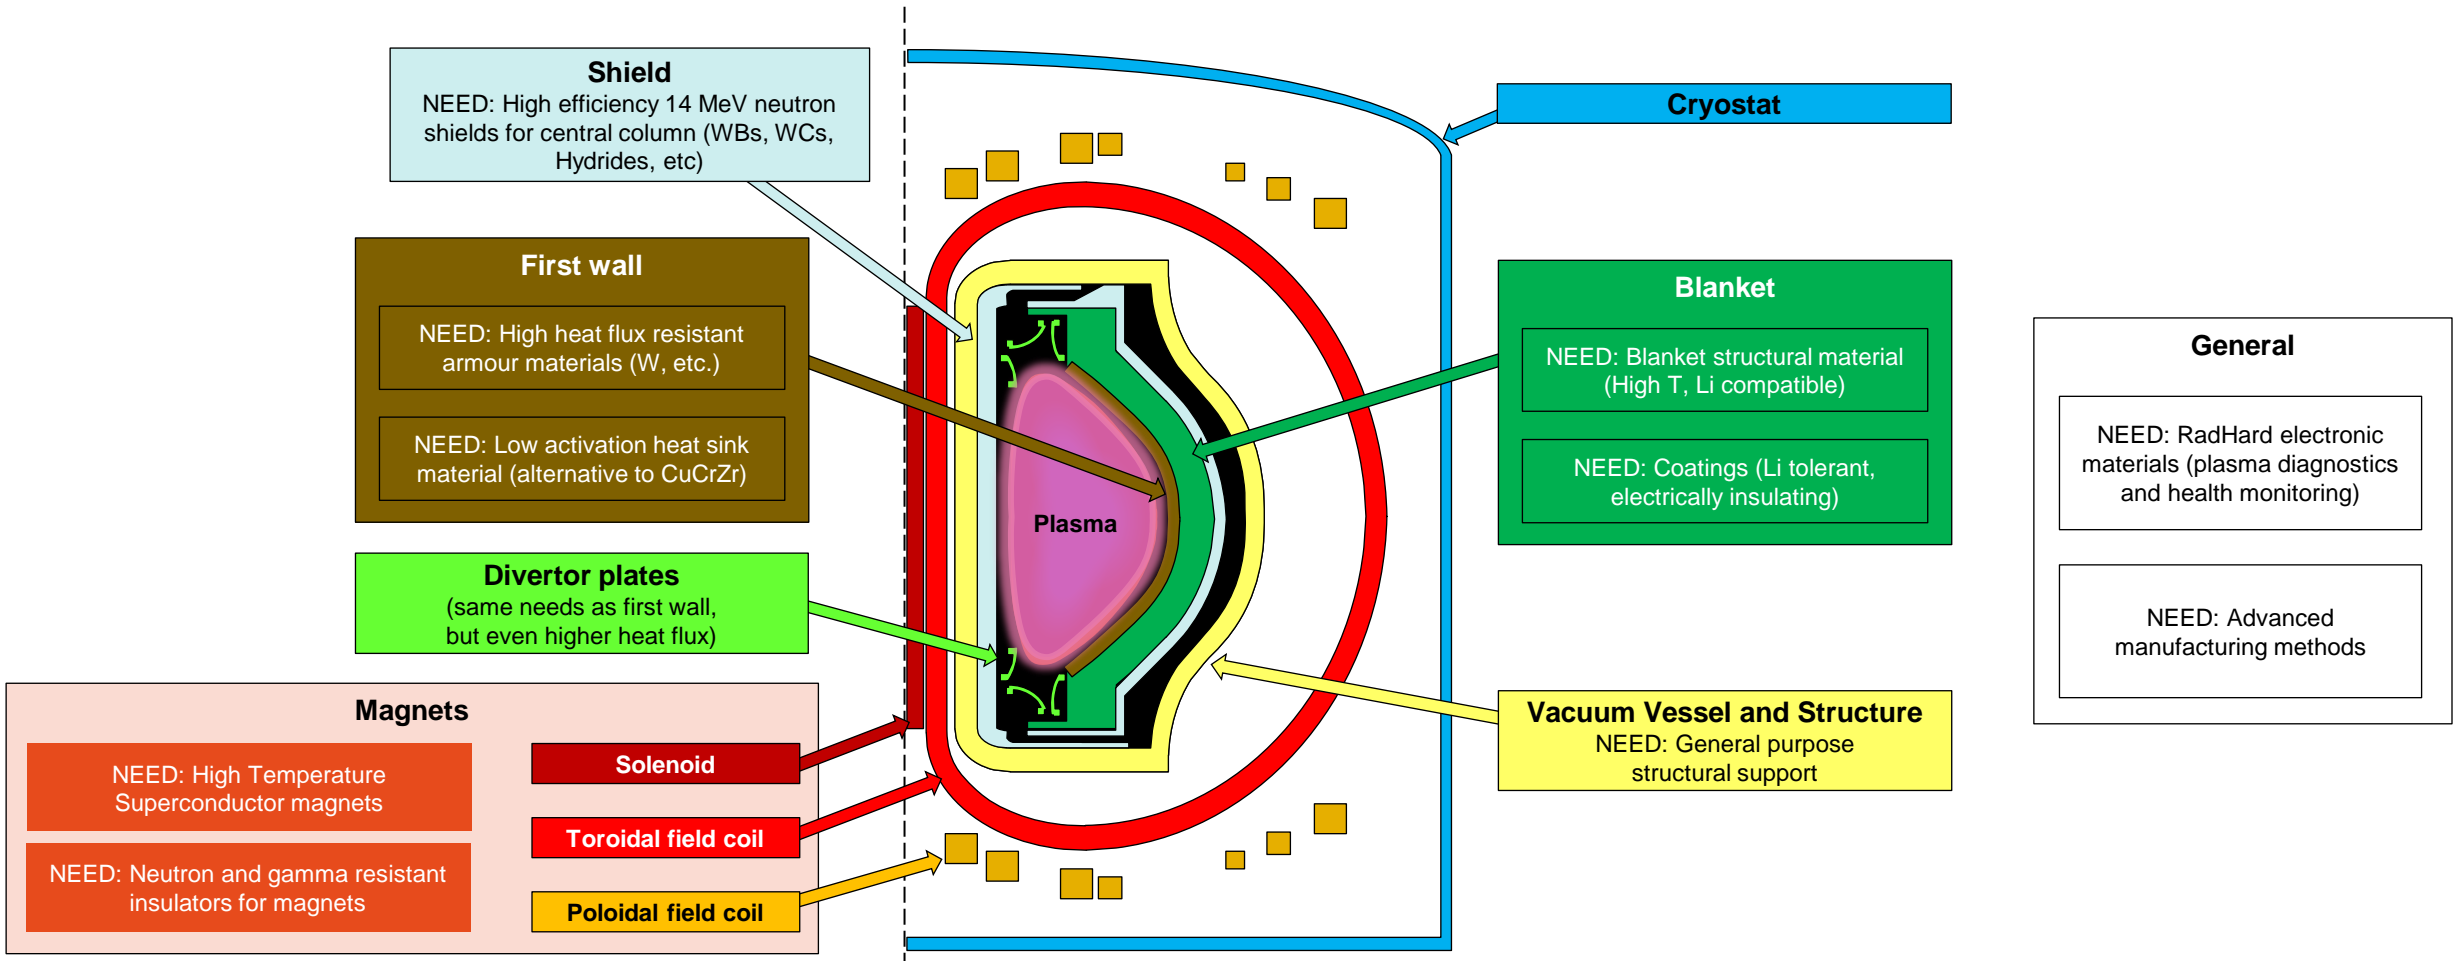 Shield
NEED: High efficiency 14 MeV neutron
shields for central column (WBs, WCs,
Hydrides, etc)
First wall
NEED: High heat flux resistant
armour materials (W, etc.)
NEED: Low activation heat sink
material (alternative to CuCrZr)
Divertor plates
(same needs as first wall,
but even higher heat flux)
Magnets
NEED: High Temperature
Superconductor magnets
NEED: Neutron and gamma resistant
insulators for magnets
Solenoid
Toroidal field coil
Poloidal field coil
Plasma
Cryostat
Blanket
NEED: Blanket structural material
(High T, Li compatible)
NEED: Coatings (Li tolerant,
electrically insulating)
Vacuum Vessel and Structure
NEED: General purpose
structural support
General
NEED: RadHard electronic
materials (plasma diagnostics
and health monitoring)
NEED: Advanced
manufacturing methods